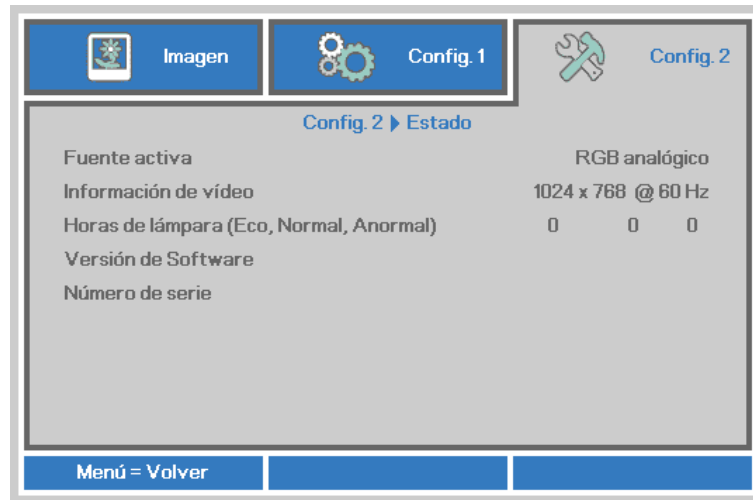 Imagen Config. 1 Config. 2
Config. 2 Estado
Fuente activa RGB analógico
Información de vídeo 1024 x 768 @ 60 Hz
Horas de lámpara (Eco, Normal, Anormal) 0 0 0
Versión de Software
Número de serie
Menú = Volver